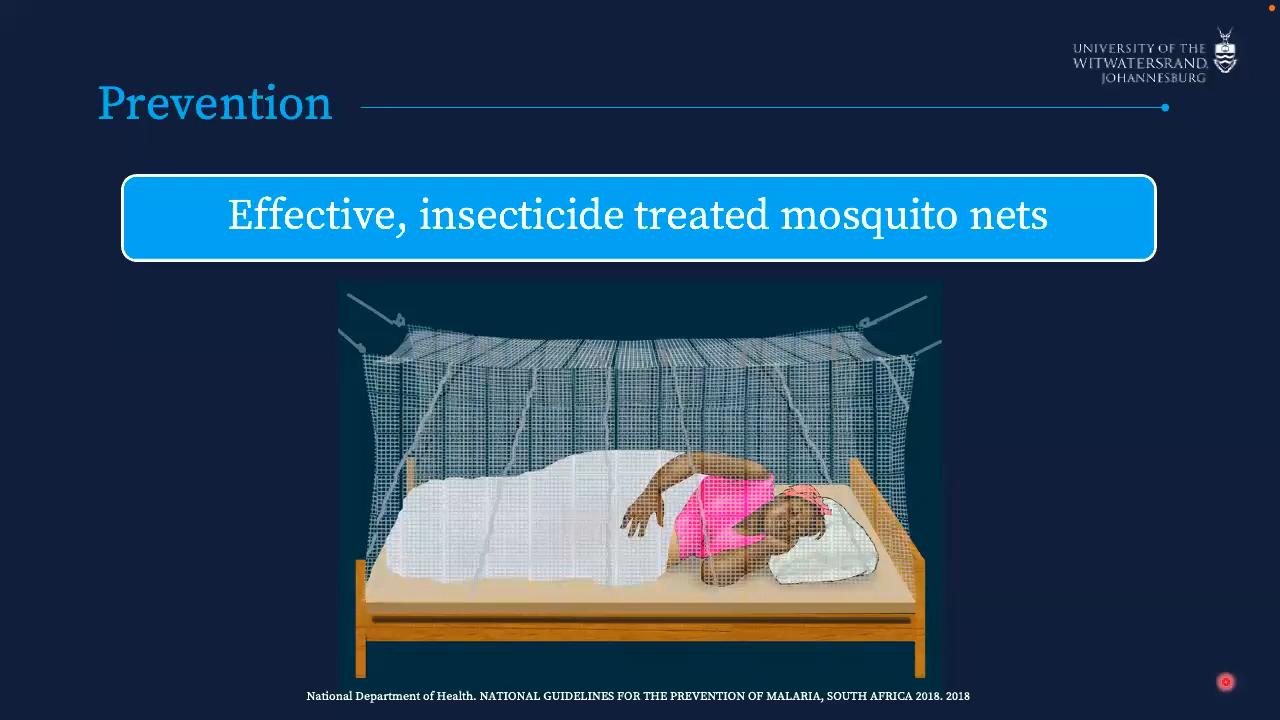 UNIVERSITY OF THE
WITWATERSRAND,
JOHANNESBURG
Prevention
Effective, insecticide treated mosquito nets
National Department of Health. NATIONAL GUIDELINES FOR THE PREVENTION OF MALARIA, SOUTH AFRICA 2018. 2018